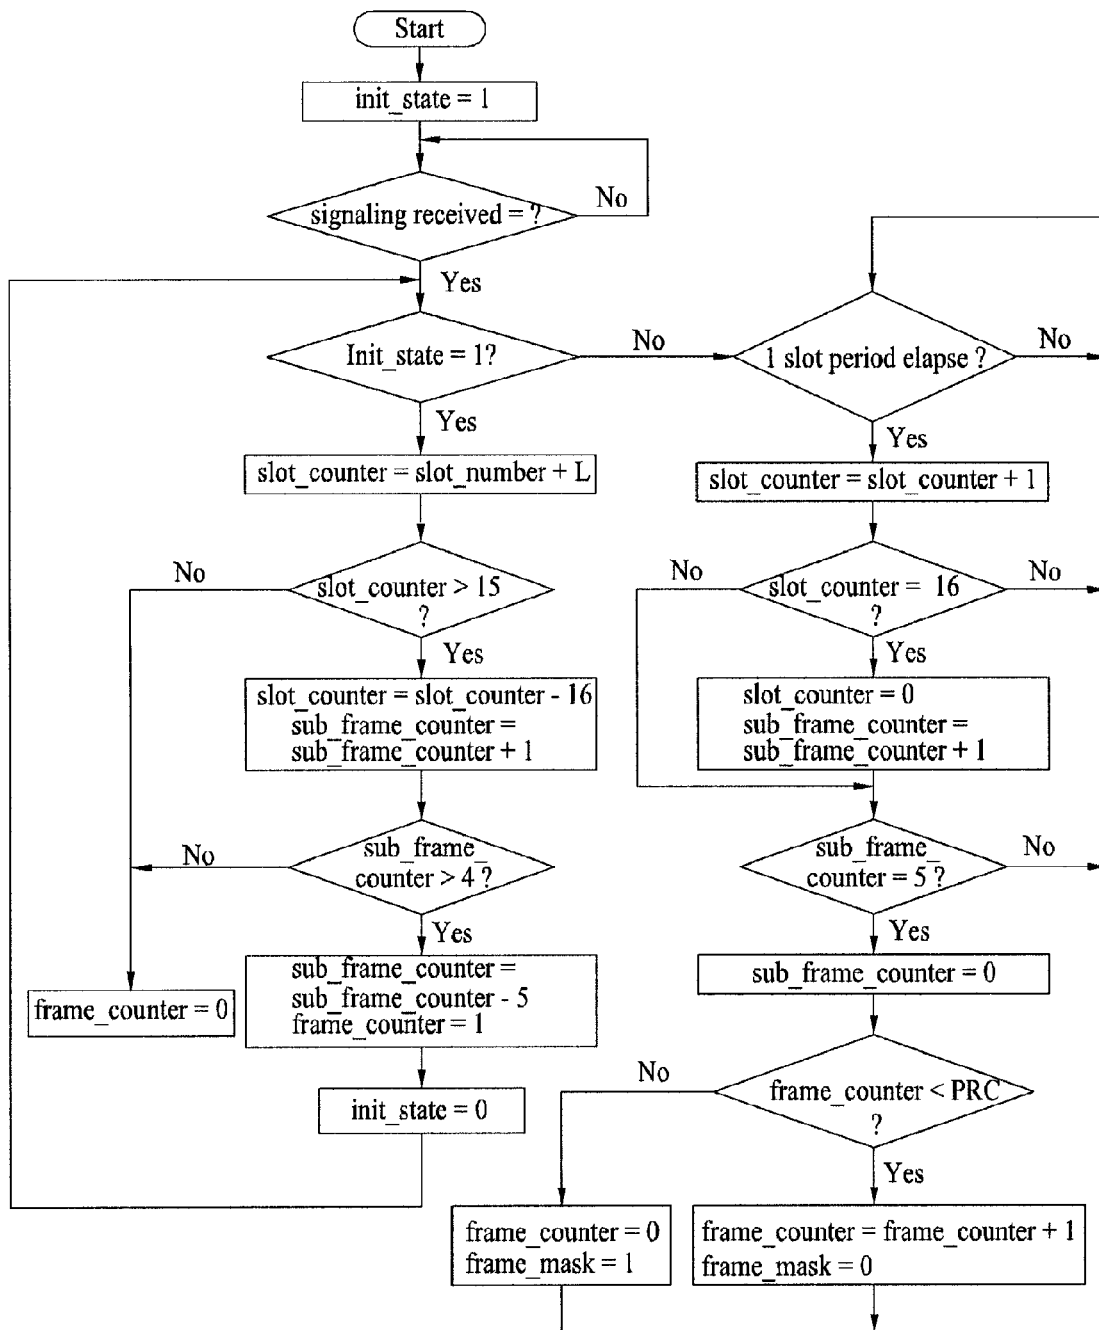 Start
init_state = 1
signaling received = ?
No
Yes
Init_state = 1?
No
1 slot period elapse ?
No
Yes
Yes
slot_counter = slot_number + L
slot_counter = slot_counter + 1
No
slot_counter > 15
?
Yes
No
slot_counter = 16
?
No
Yes
slot_counter = slot_counter - 16
sub_frame_counter =
sub_frame_counter + 1
slot_counter = 0
sub_frame_counter =
sub_frame_counter + 1
No
sub_frame_
counter > 4 ?
Yes
sub_frame_
counter = 5 ?
No
Yes
sub_frame_counter =
sub_frame_counter - 5
frame_counter = 1
frame_counter = 0
sub_frame_counter = 0
init_state = 0
No
frame_counter < PRC
?
Yes
frame_counter = 0
frame_mask = 1
frame_counter = frame_counter + 1
frame_mask = 0